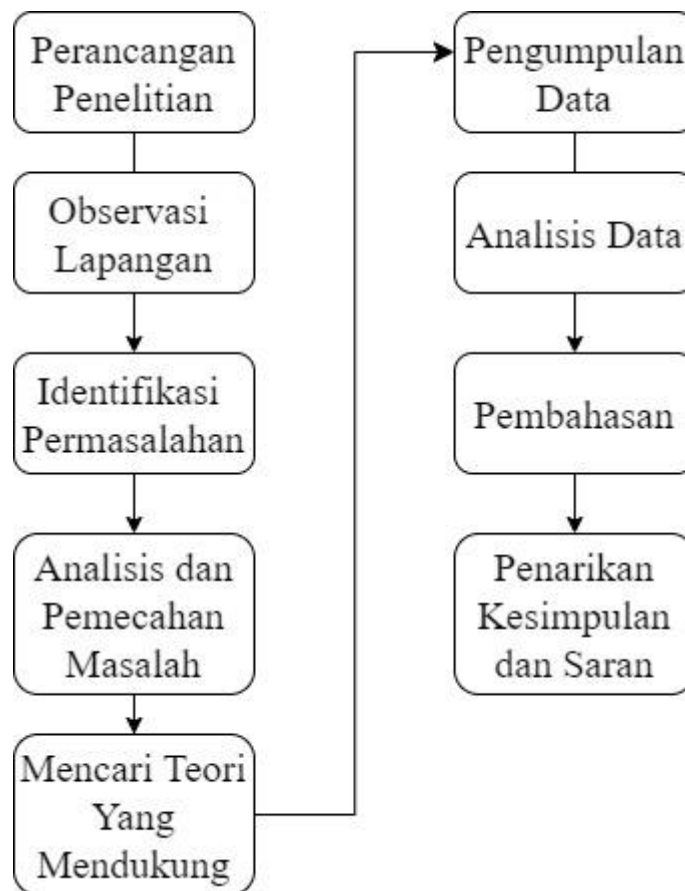 Perancangan
Penelitian
Observasi
Lapangan
Identifikasi
Permasalahan
Analisis dan
Pemecahan
Masalah
Mencari Teori
Yang
Mendukung
Pengumpulan
Data
Analisis Data
Pembahasan
Penarikan
Kesimpulan
dan Saran